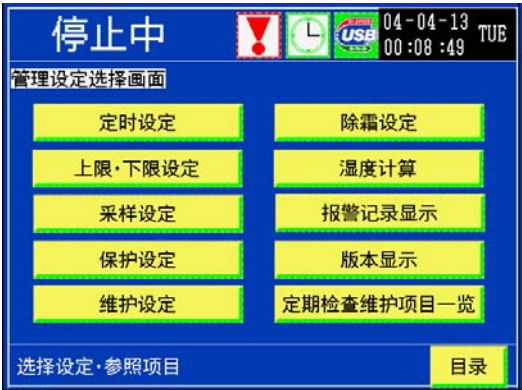 停止中
USB
04-04-13 TUE
00:08:49
管理设定选择画面
定时设定
除霜设定
上限·下限设定
湿度计算
采样设定
报警记录显示
保护设定
版本显示
维护设定
定期检查维护项目一览
选择设定·参照项目
目录